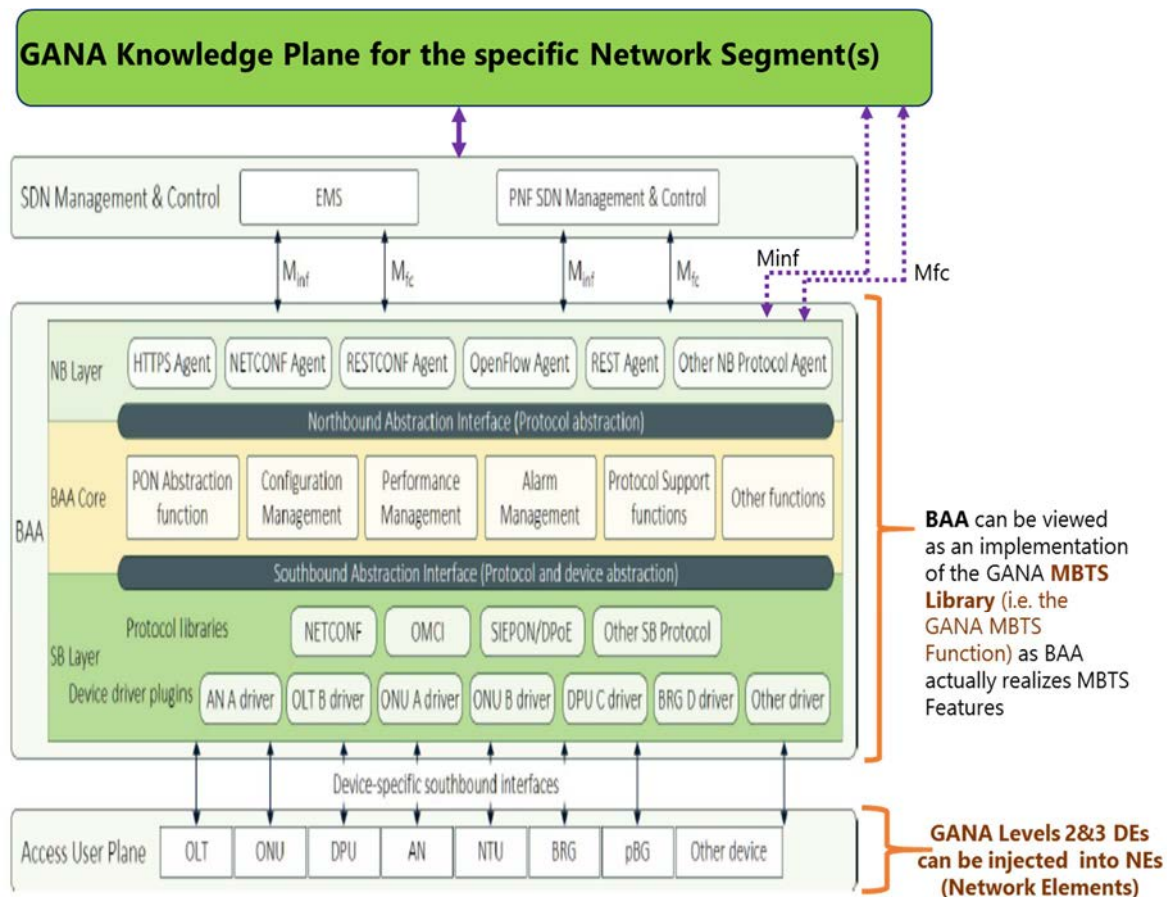 GANA Knowledge Plane for the specific Network Segment(s)
SDN Management & Control
EMS
PNF SDN Management & Control
Minf
Mfc
Minf
Mfc
Minf
Mfc
NB Layer
HTTPS Agent
NETCONF Agent
RESTCONF Agent
OpenFlow Agent
REST Agent
Other NB Protocol Agent
Northbound Abstraction Interface (Protocol abstraction)
BAA
BAA Core
PON Abstraction
function
Configuration
Management
Performance
Management
Alarm
Management
Protocol Support
functions
Other functions
Southbound Abstraction Interface (Protocol and device abstraction)
SB Layer
Protocol libraries
NETCONF
OMCI
SIEPON/DPoE
Other SB Protocol
Device driver plugins
AN A driver
OLT B driver
ONU A driver
ONU B driver
DPU C driver
BRG D driver
Other driver
Device-specific southbound interfaces
Access User Plane
OLT
ONU
DPU
AN
NTU
BRG
pBG
Other device
BAA can be viewed
as an implementation
of the GANA MBTS
Library (i.e. the
GANA MBTS
Function) as BAA
actually realizes MBTS
Features
GANA Levels 2&3 DEs
can be injected into NEs
(Network Elements)